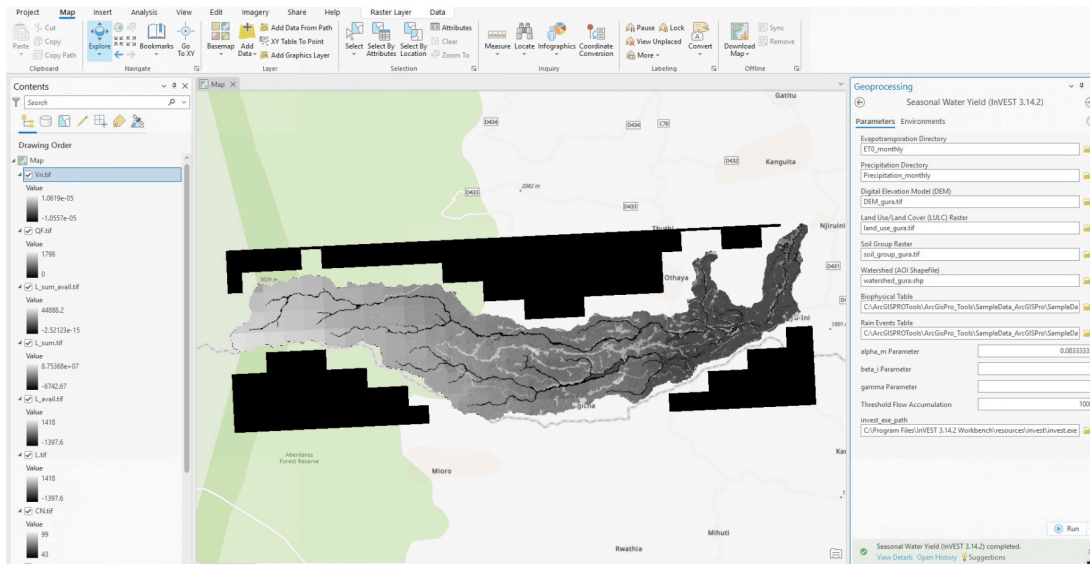 Project Map Insert Analysis View Edit Imagery Share Help Raster Layer Data
Paste
Cut
Copy
Copy Path
Clipboard
Explore
Bookmarks
Go To XY
Navigate
Basemap
Add Data
Add Data From Path
XY Table To Point
Add Graphics Layer
Layer
Select
Select By Attributes
Select By Location
Attributes
Clear
Zoom To
Selection
Measure
Locate
Infographics
Coordinate Conversion
Inquiry
Pause Lock
View Unplaced
More
Convert
Labeling
Download Map
Sync
Remove
Offline
Contents
Search
Drawing Order
Map
Vri.tif
Value
1.0619e-05
-1.0557e-05
QF.tif
Value
1798
0
L_sum_avail.tif
Value
44888.2
-2.52123e-15
L_sum.tif
Value
8.75368e+07
-6742.67
L_avail.tif
Value
1418
-1397.6
L.tif
Value
1418
-1397.6
CN.tif
Value
99
43
Map
Gatitu
D434
D434
C70
D432
Kanguita
2082 m
D433
D433
Njiruini
D431
Othaya
Aberdares
Forest Reserve
Mioro
Mihuti
Rwathia
Geoprocessing
Seasonal Water Yield (InVEST 3.14.2)
Parameters Environments
Evapotranspiration Directory
ET0_monthly
Precipitation Directory
Precipitation_monthly
Digital Elevation Model (DEM)
DEM_gura.tif
Land Use/Land Cover (LULC) Raster
land_use_gura.tif
Soil Group Raster
soil_group_gura.tif
Watershed (AOI Shapefile)
watershed_gura.shp
Biophysical Table
C:\ArcGISPROTools\ArcGisPro_Tools\SampleData_ArcGISPro\SampleDa
Rain Events Table
C:\ArcGISPROTools\ArcGisPro_Tools\SampleData_ArcGISPro\SampleDa
alpha_m Parameter 0.0833333
beta_i Parameter
gamma Parameter
Threshold Flow Accumulation 100
invest_exe_path
C:\Program Files\InVEST 3.14.2 Workbench\resources\invest\invest.exe
Run
Seasonal Water Yield (InVEST 3.14.2) completed.
View Details Open History Suggestions